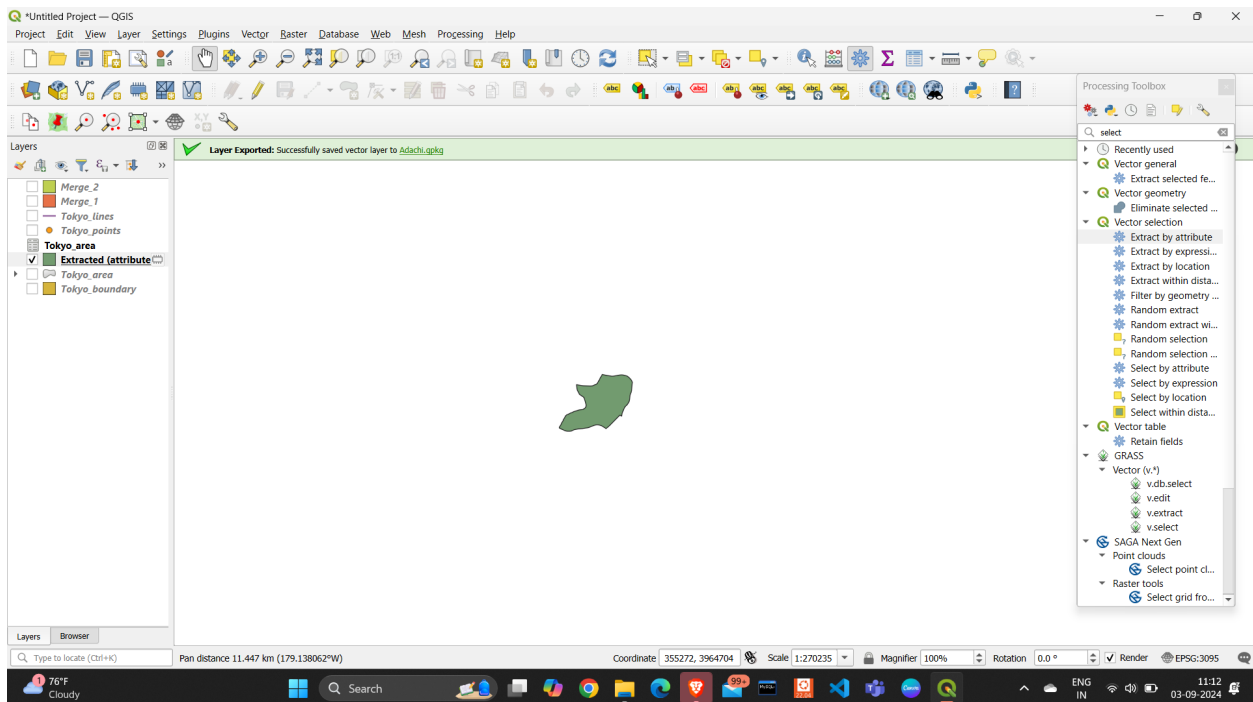 *Untitled Project — QGIS
Project Edit View Layer Settings Plugins Vector Raster Database Web Mesh Processing Help
Layers
Merge_2
Merge_1
Tokyo_lines
Tokyo_points
Tokyo_area
Extracted (attribute
Tokyo_area
Tokyo_boundary
Layers Browser
Layer Exported: Successfully saved vector layer to Adachi.gpkg
Processing Toolbox
select
Recently used
Vector general
Extract selected fe...
Vector geometry
Eliminate selected ...
Vector selection
Extract by attribute
Extract by expressi...
Extract by location
Extract within dista...
Filter by geometry ...
Random extract
Random extract wi...
Random selection
Random selection ...
Select by attribute
Select by expression
Select by location
Select within dista...
Vector table
Retain fields
GRASS
Vector (v.*)
v.db.select
v.edit
v.extract
v.select
SAGA Next Gen
Point clouds
Select point cl...
Raster tools
Select grid fro...
Type to locate (Ctrl+K) Pan distance 11.447 km (179.138062°W) Coordinate 355272, 3964704 Scale 1:270235 Magnifier 100% Rotation 0.0 ° Render EPSG:3095
1 76°F
Cloudy
Search
99+
ENG
IN
11:12
03-09-2024